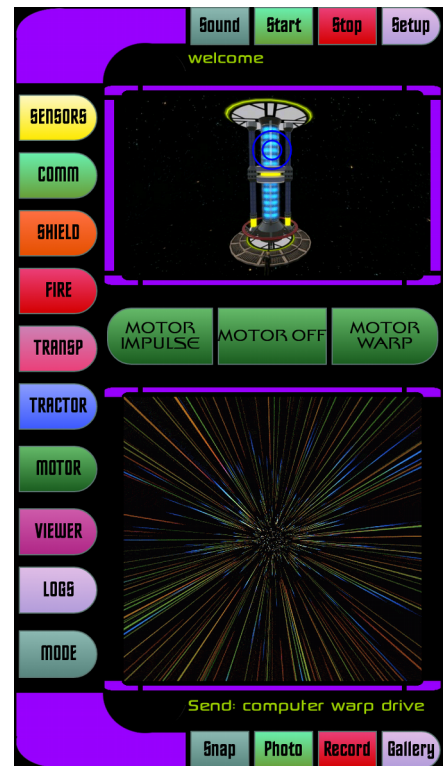 Sound Start Stop Setup
welcome
SENSORS
COMM
SHIELD
FIRE
TRANSP
TRACTOR
MOTOR
VIEWER
LOGS
MODE
MOTOR IMPULSE
MOTOR OFF
MOTOR WARP
Send: computer warp drive
Snap Photo Record Gallery